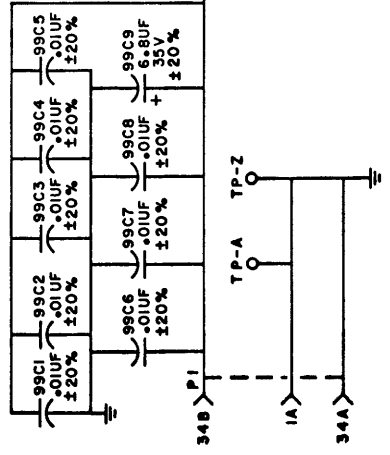 99C1
.01UF
±20%
99C2
.01UF
±20%
99C3
.01UF
±20%
99C4
.01UF
±20%
99C5
.01UF
±20%
99C6
.01UF
±20%
99C7
.01UF
±20%
99C8
.01UF
±20%
99C9
6.8UF
35V
±20%
+
34B
P1
1A
34A
TP-A
TP-Z